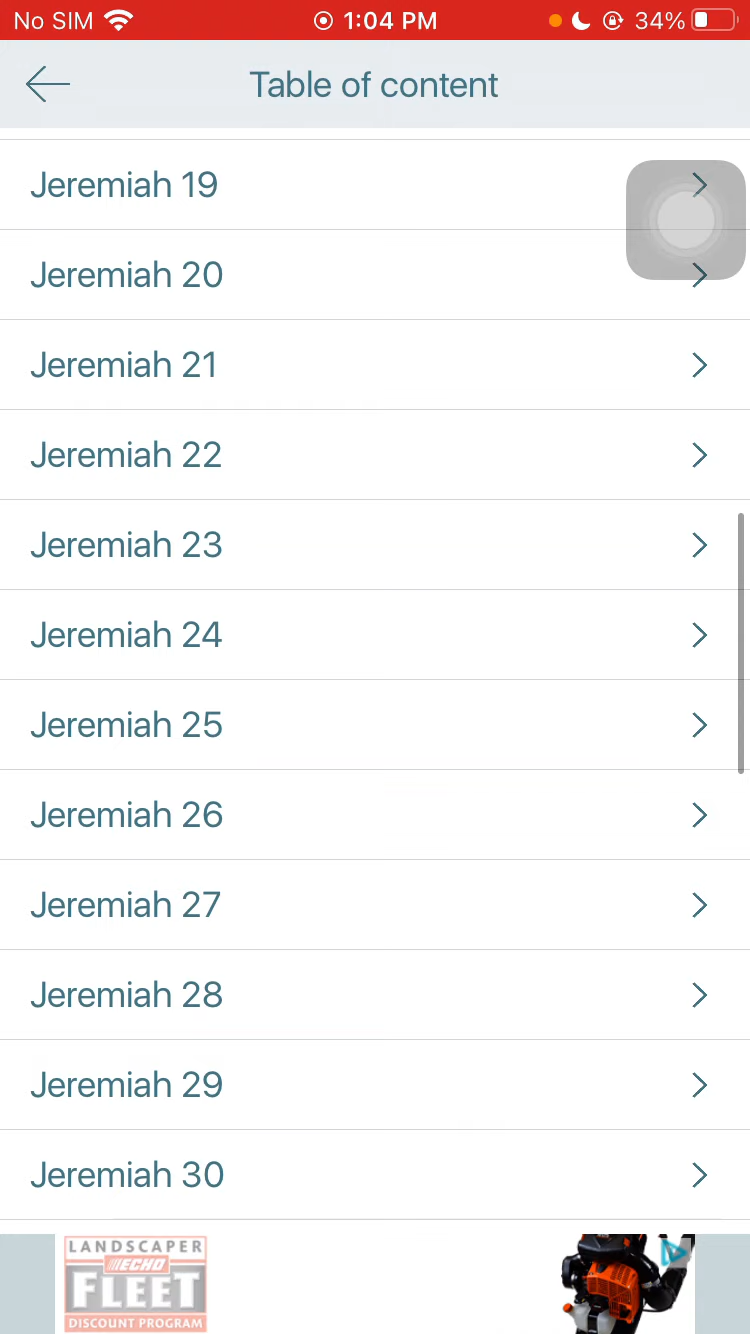 No SIM 1:04 PM 34%
Table of content
Jeremiah 19
Jeremiah 20
Jeremiah 21
Jeremiah 22
Jeremiah 23
Jeremiah 24
Jeremiah 25
Jeremiah 26
Jeremiah 27
Jeremiah 28
Jeremiah 29
Jeremiah 30
LANDSCAPER
ECHO
FLEET
DISCOUNT PROGRAM